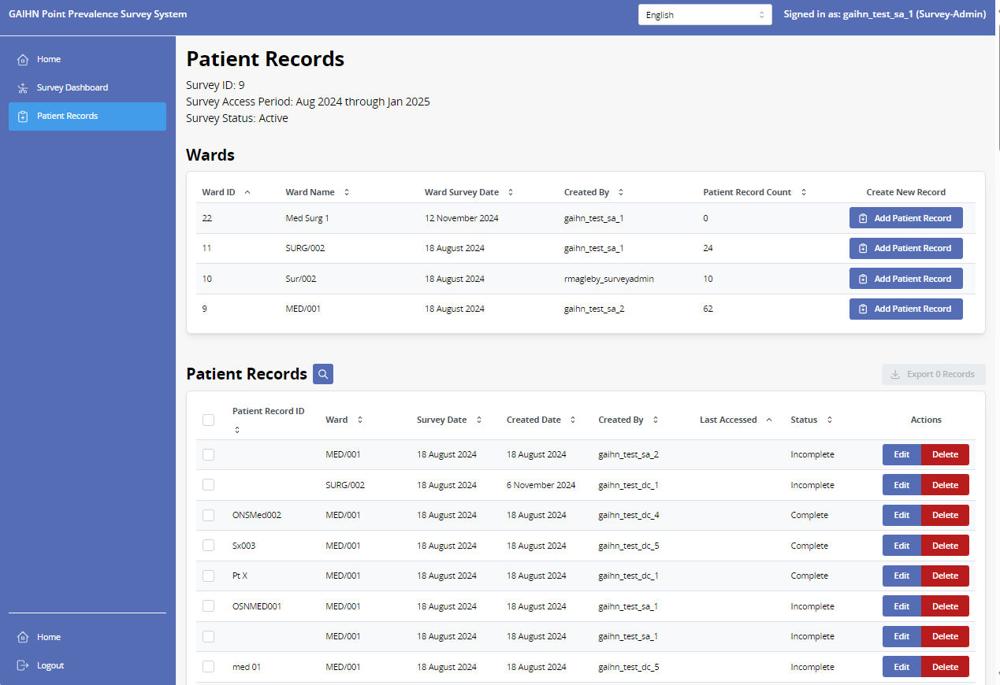 GAIHN Point Prevalence Survey System
English
Signed in as: gaihn_test_sa_1 (Survey-Admin)
Home
Survey Dashboard
Patient Records
Home
Logout
Patient Records
Survey ID: 9
Survey Access Period: Aug 2024 through Jan 2025
Survey Status: Active
Wards
Ward ID Ward Name Ward Survey Date Created By Patient Record Count Create New Record
22 Med Surg 1 12 November 2024 gaihn_test_sa_1 0 Add Patient Record
11 SURG/002 18 August 2024 gaihn_test_sa_1 24 Add Patient Record
10 Sur/002 18 August 2024 rmagleby_surveyadmin 10 Add Patient Record
9 MED/001 18 August 2024 gaihn_test_sa_2 62 Add Patient Record
Patient Records Export 0 Records
Patient Record ID Ward Survey Date Created Date Created By Last Accessed Status Actions
MED/001 18 August 2024 18 August 2024 gaihn_test_sa_2 Incomplete Edit Delete
SURG/002 18 August 2024 6 November 2024 gaihn_test_dc_1 Incomplete Edit Delete
ONSMed002 MED/001 18 August 2024 18 August 2024 gaihn_test_dc_4 Complete Edit Delete
Sx003 MED/001 18 August 2024 18 August 2024 gaihn_test_dc_5 Complete Edit Delete
Pt X MED/001 18 August 2024 18 August 2024 gaihn_test_dc_1 Complete Edit Delete
OSNMED001 MED/001 18 August 2024 18 August 2024 gaihn_test_sa_1 Incomplete Edit Delete
MED/001 18 August 2024 18 August 2024 gaihn_test_sa_1 Incomplete Edit Delete
med 01 MED/001 18 August 2024 18 August 2024 gaihn_test_dc_5 Incomplete Edit Delete